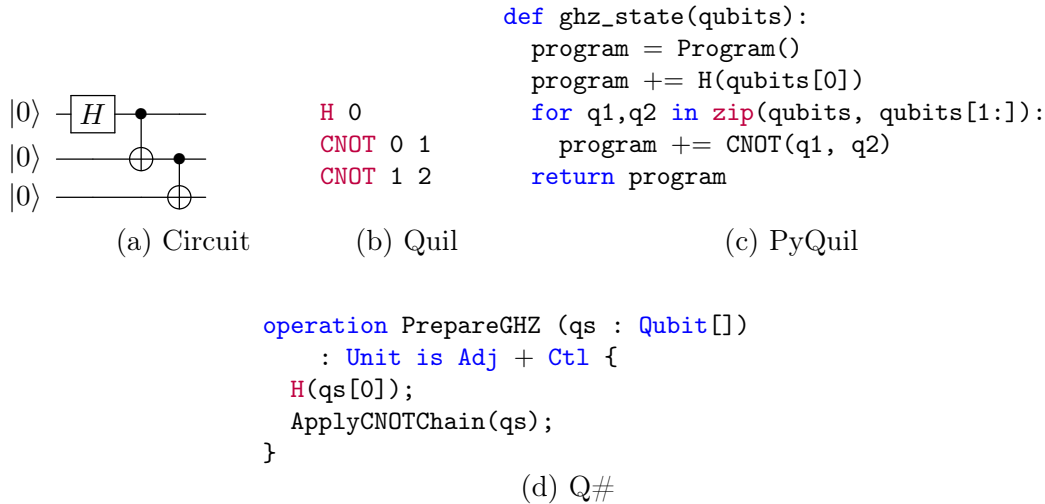 |0⟩ H
|0⟩
|0⟩
(a) Circuit
H 0
CNOT 0 1
CNOT 1 2
(b) Quil
def ghz_state(qubits):
  program = Program()
  program += H(qubits[0])
  for q1,q2 in zip(qubits, qubits[1:]):
    program += CNOT(q1, q2)
  return program
(c) PyQuil
operation PrepareGHZ (qs : Qubit[])
    : Unit is Adj + Ctl {
  H(qs[0]);
  ApplyCNOTChain(qs);
}
(d) Q#